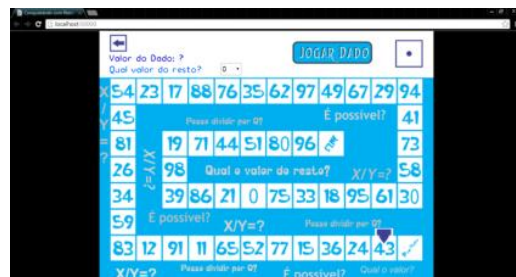 localhost
Valor do Dado: ?
Qual valor do resto? 0
JOGAR DADO
54 23 17 88 76 35 62 97 49 67 29 94
45 Posso dividir por 0? É possível? 41
81 19 71 44 51 80 96 73
26 X/Y=? 98 Qual o valor do resto? X/Y=? 58
34 39 86 21 0 75 33 18 95 61 30
59 É possível? X/Y=? Posso dividir por 0?
83 12 91 11 65 52 77 15 36 24 43
X/Y=? Posso dividir por 0? É possível? Qual o valor?
X/Y=?